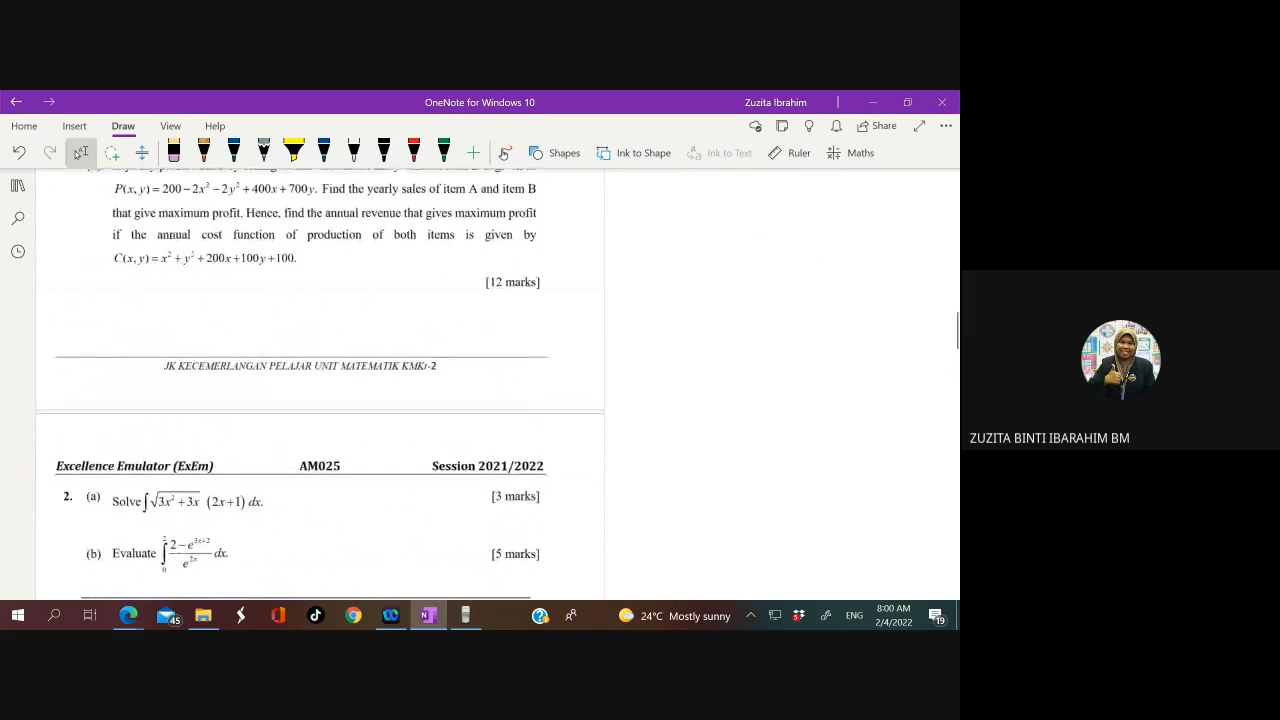 OneNote for Windows 10
Zuzita Ibrahim
Home Insert Draw View Help
Share
Shapes Ink to Shape Ink to Text Ruler Maths
P(x, y) = 200 − 2x² − 2y² + 400x + 700y. Find the yearly sales of item A and item B
that give maximum profit. Hence, find the annual revenue that gives maximum profit
if the annual cost function of production of both items is given by
C(x, y) = x² + y² + 200x + 100y + 100.
[12 marks]
JK KECEMERLANGAN PELAJAR UNIT MATEMATIK KMKt-2
Excellence Emulator (ExEm) AM025 Session 2021/2022
2. (a) Solve ∫√(3x² + 3x) (2x+1) dx. [3 marks]
(b) Evaluate ∫₀² (2 − e^(3x+2))/e^(2x) dx. [5 marks]
ZUZITA BINTI IBARAHIM BM
45
24°C Mostly sunny
5
ENG
8:00 AM
2/4/2022
19